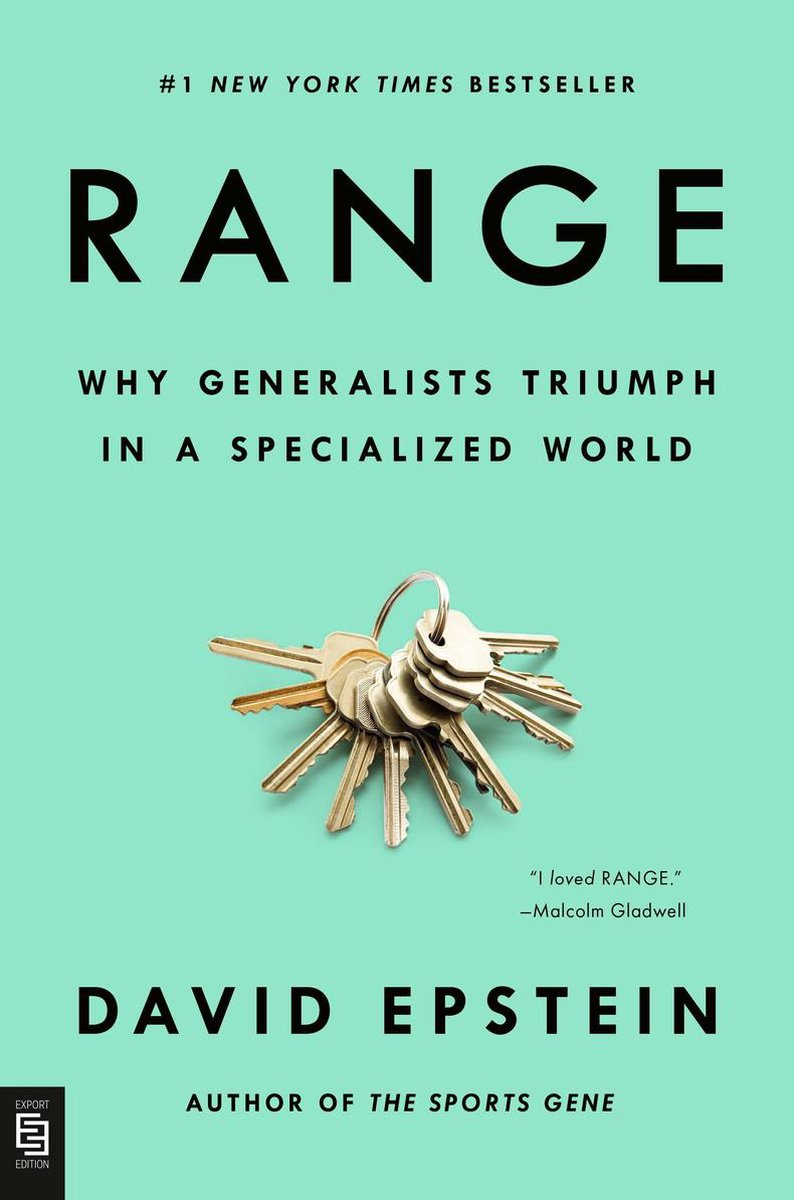 #1 NEW YORK TIMES BESTSELLER
RANGE
WHY GENERALISTS TRIUMPH
IN A SPECIALIZED WORLD
“I loved RANGE.”
—Malcolm Gladwell
DAVID EPSTEIN
AUTHOR OF THE SPORTS GENE
EXPORT
EDITION